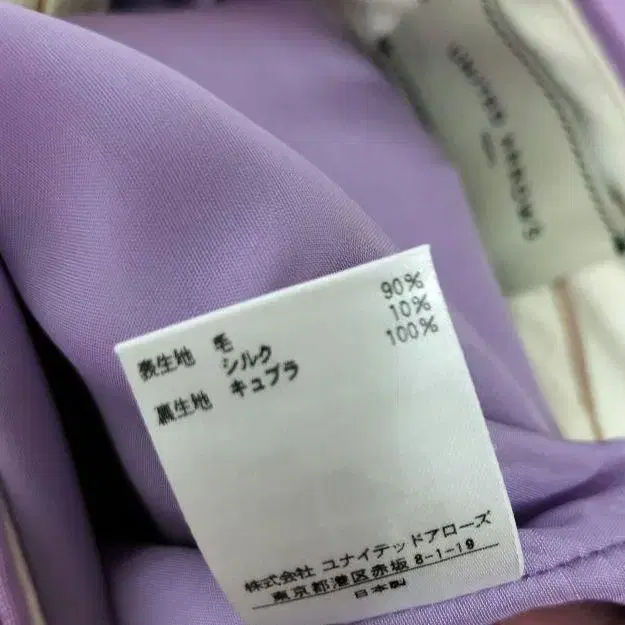 UNITED ARROWS
表生地 毛 90%
シルク 10%
裏生地 キュプラ 100%
株式会社 ユナイテッドアローズ
東京都港区赤坂8-1-19
日本製